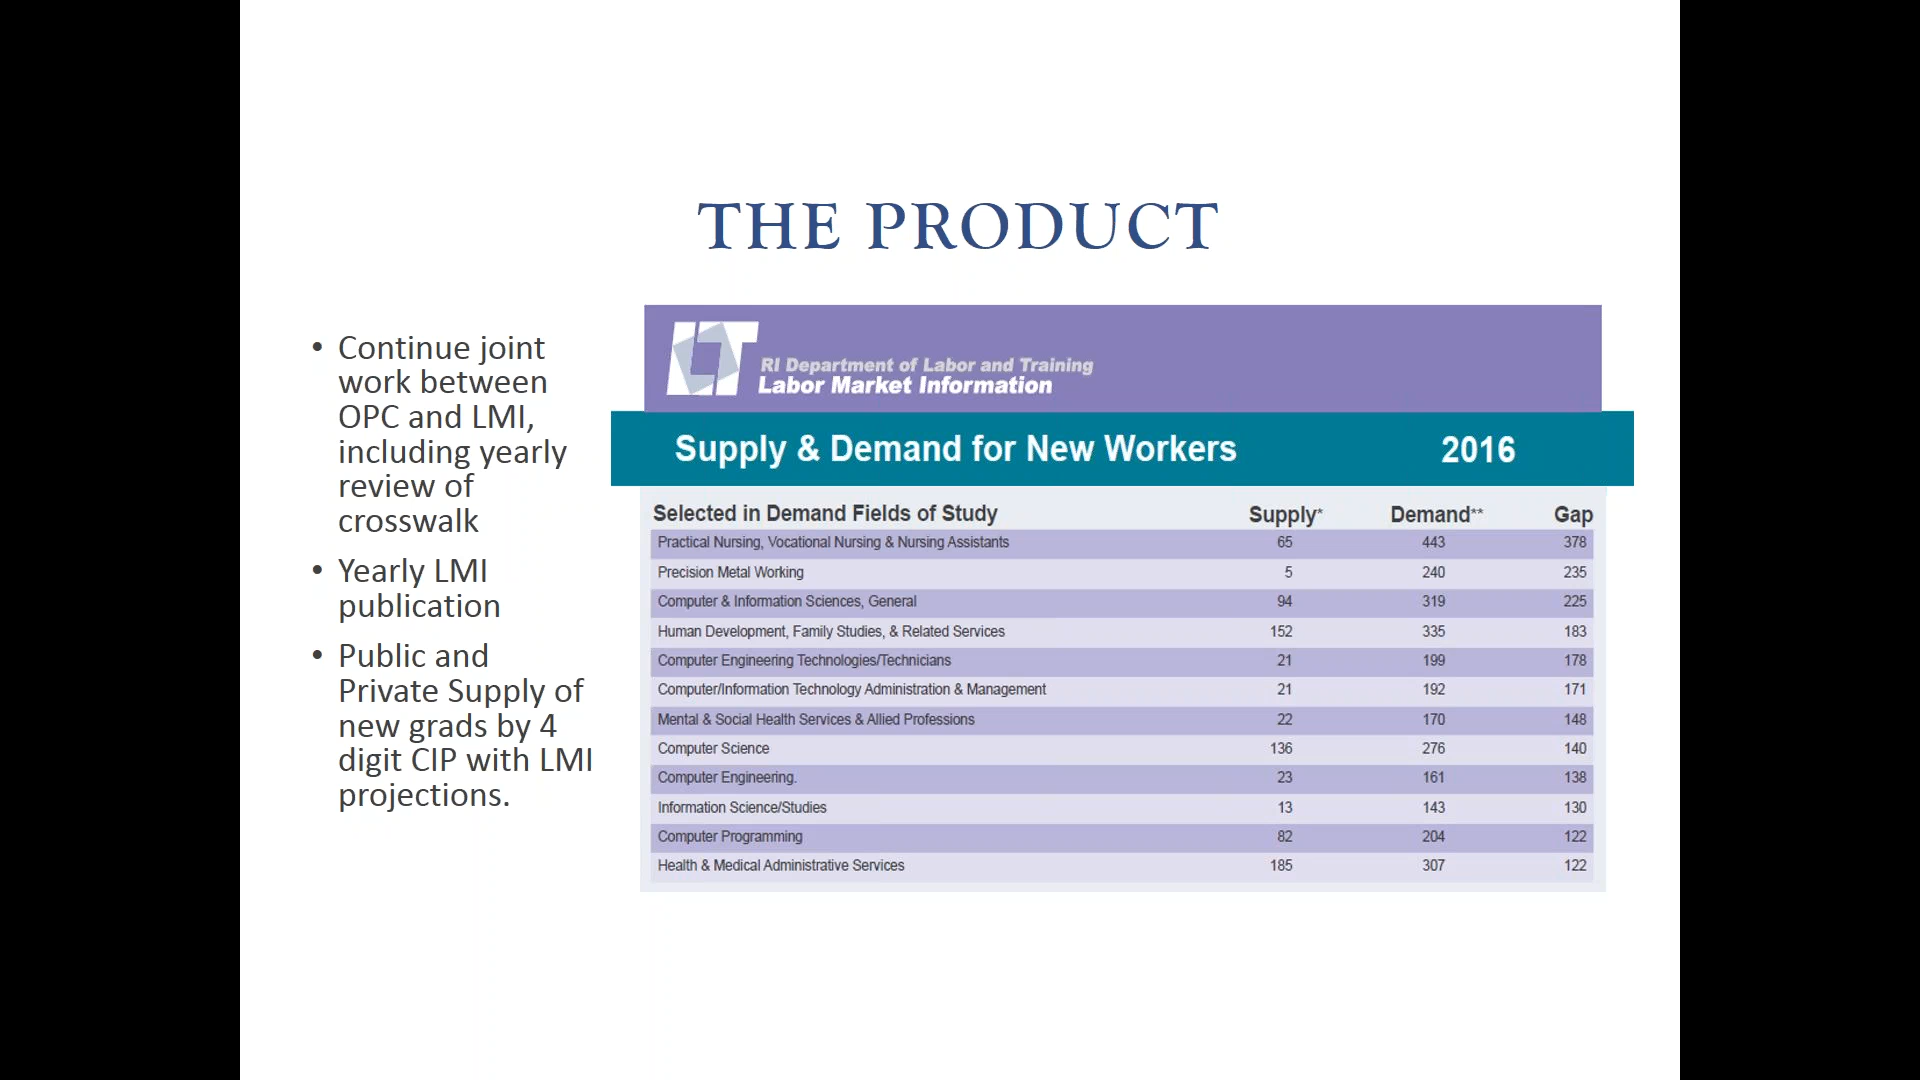 THE PRODUCT
• Continue joint
work between
OPC and LMI,
including yearly
review of
crosswalk
• Yearly LMI
publication
• Public and
Private Supply of
new grads by 4
digit CIP with LMI
projections.
LT
RI Department of Labor and Training
Labor Market Information
Supply & Demand for New Workers 2016
Selected in Demand Fields of Study Supply* Demand** Gap
Practical Nursing, Vocational Nursing & Nursing Assistants 65 443 378
Precision Metal Working 5 240 235
Computer & Information Sciences, General 94 319 225
Human Development, Family Studies, & Related Services 152 335 183
Computer Engineering Technologies/Technicians 21 199 178
Computer/Information Technology Administration & Management 21 192 171
Mental & Social Health Services & Allied Professions 22 170 148
Computer Science 136 276 140
Computer Engineering. 23 161 138
Information Science/Studies 13 143 130
Computer Programming 82 204 122
Health & Medical Administrative Services 185 307 122